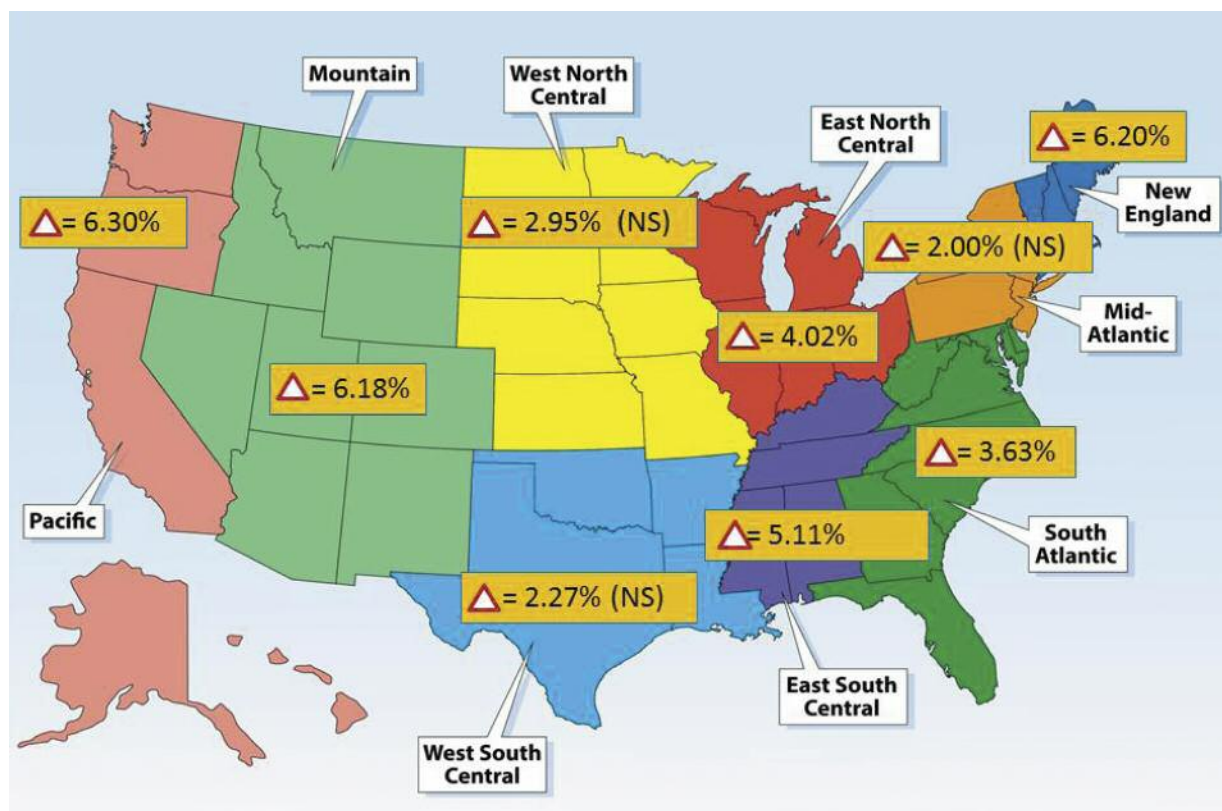 Mountain
West North
Central
East North
Central
△= 6.20%
New
England
△= 6.30%
△= 2.95% (NS)
△= 2.00% (NS)
Mid-
Atlantic
△= 4.02%
△= 6.18%
△= 3.63%
Pacific
△= 5.11%
South
Atlantic
△= 2.27% (NS)
East South
Central
West South
Central